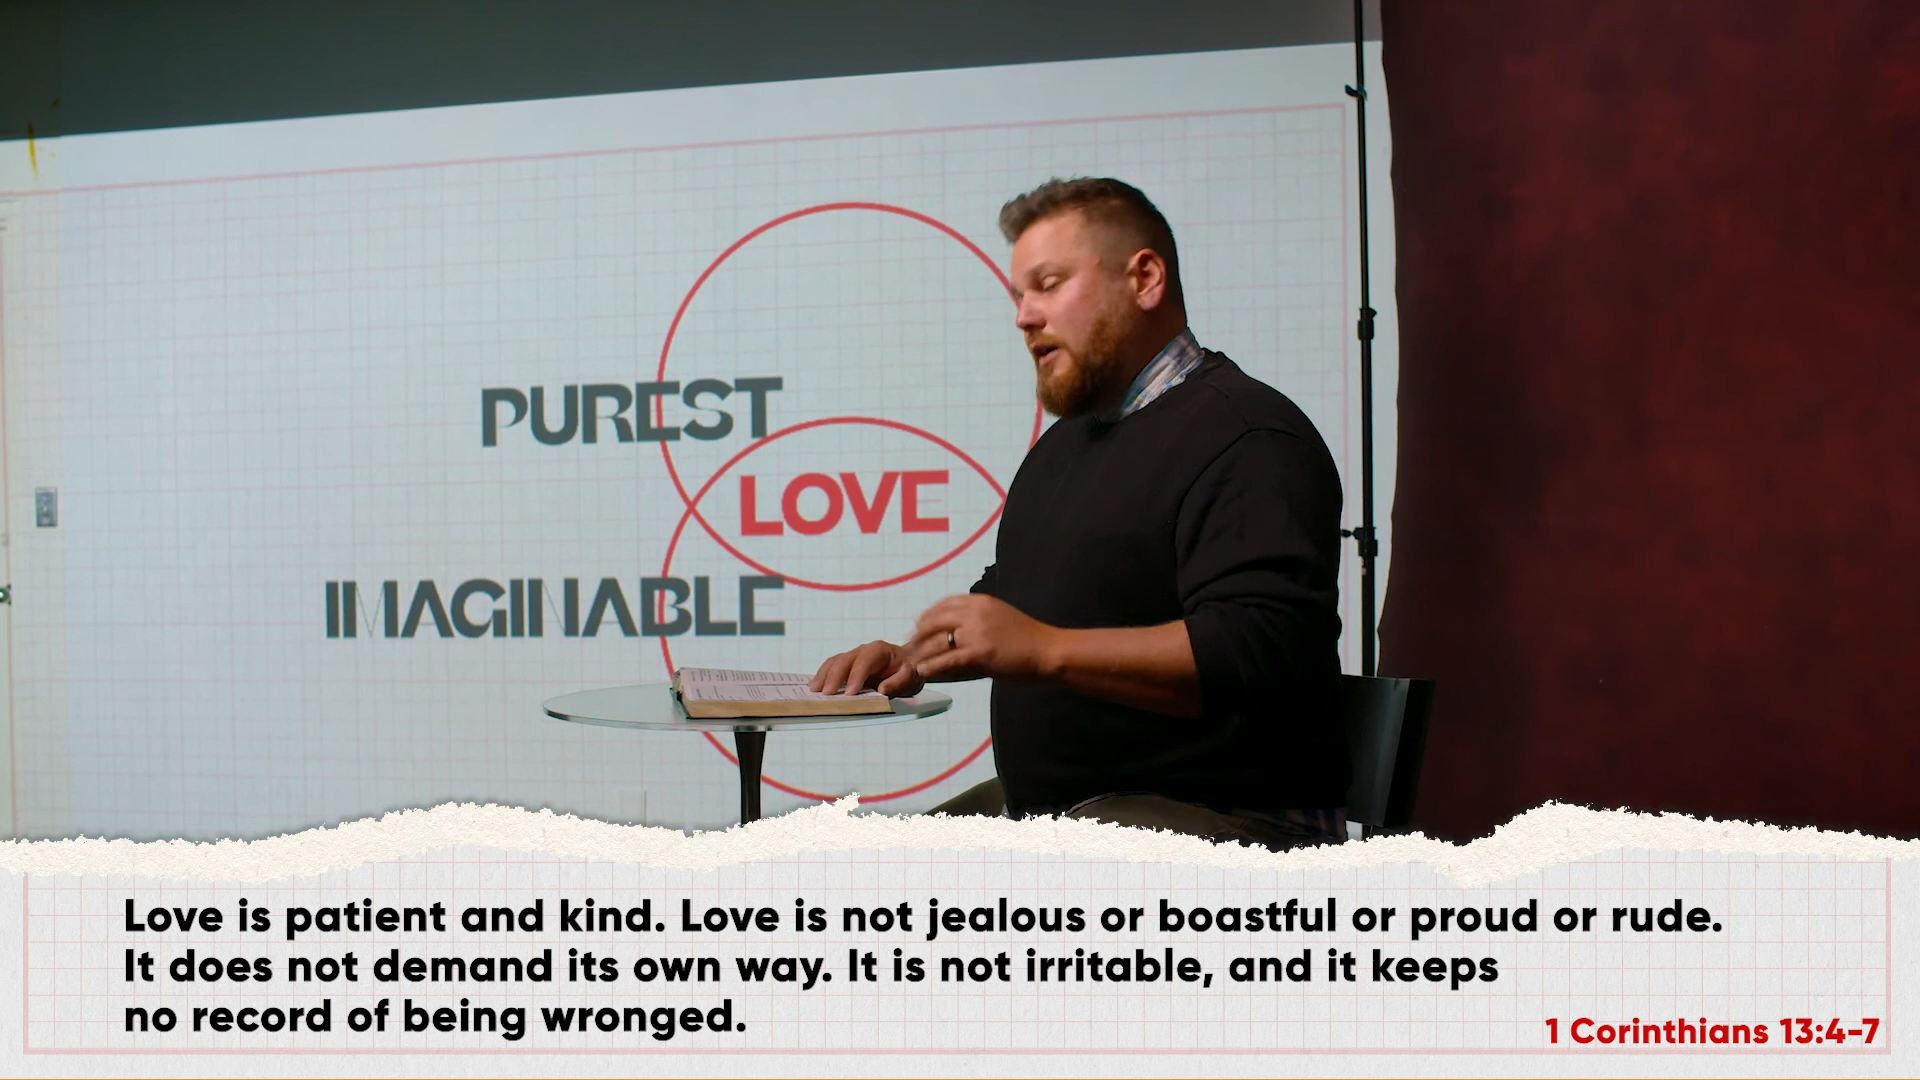 PUREST
LOVE
IMAGINABLE
Love is patient and kind. Love is not jealous or boastful or proud or rude.
It does not demand its own way. It is not irritable, and it keeps
no record of being wronged.
1 Corinthians 13:4-7